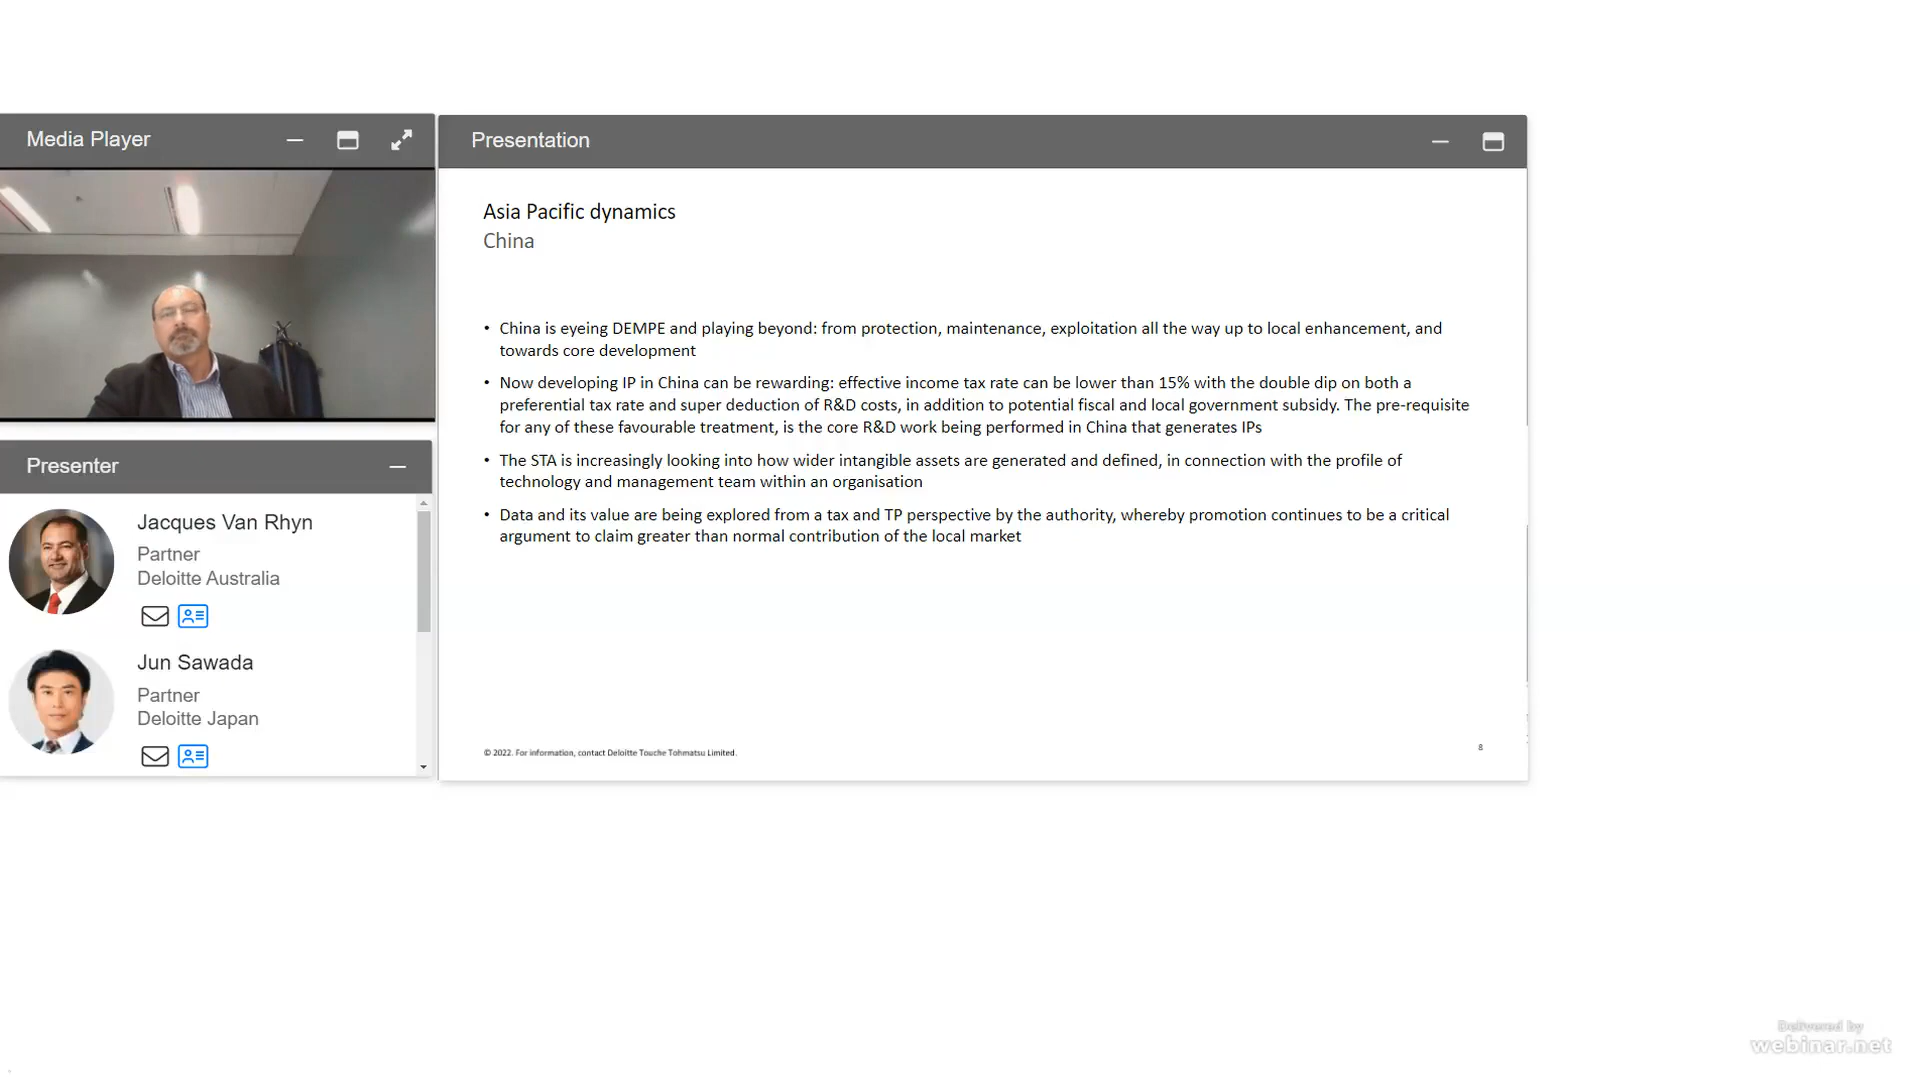 Media Player
Presentation
Asia Pacific dynamics
China
• China is eyeing DEMPE and playing beyond: from protection, maintenance, exploitation all the way up to local enhancement, and
towards core development
• Now developing IP in China can be rewarding: effective income tax rate can be lower than 15% with the double dip on both a
preferential tax rate and super deduction of R&D costs, in addition to potential fiscal and local government subsidy. The pre-requisite
for any of these favourable treatment, is the core R&D work being performed in China that generates IPs
• The STA is increasingly looking into how wider intangible assets are generated and defined, in connection with the profile of
technology and management team within an organisation
• Data and its value are being explored from a tax and TP perspective by the authority, whereby promotion continues to be a critical
argument to claim greater than normal contribution of the local market
© 2022. For information, contact Deloitte Touche Tohmatsu Limited.
8
Presenter
Jacques Van Rhyn
Partner
Deloitte Australia
Jun Sawada
Partner
Deloitte Japan
Delivered by
webinar.net